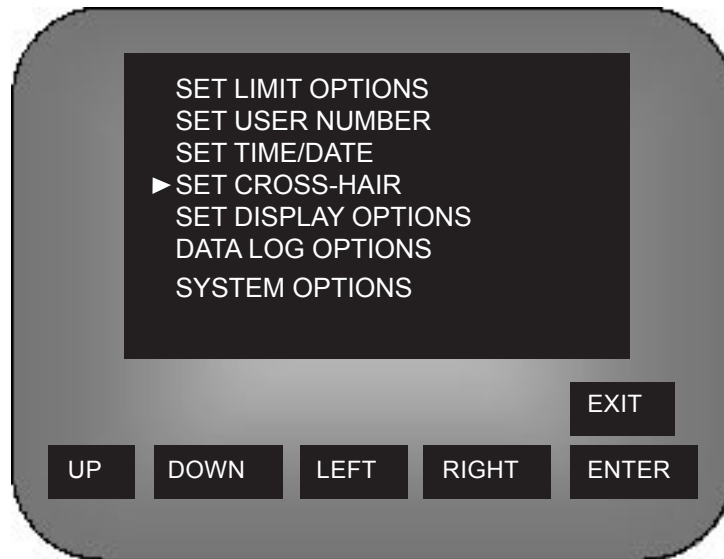 SET LIMIT OPTIONS
SET USER NUMBER
SET TIME/DATE
►SET CROSS-HAIR
SET DISPLAY OPTIONS
DATA LOG OPTIONS
SYSTEM OPTIONS
EXIT
UP DOWN LEFT RIGHT ENTER